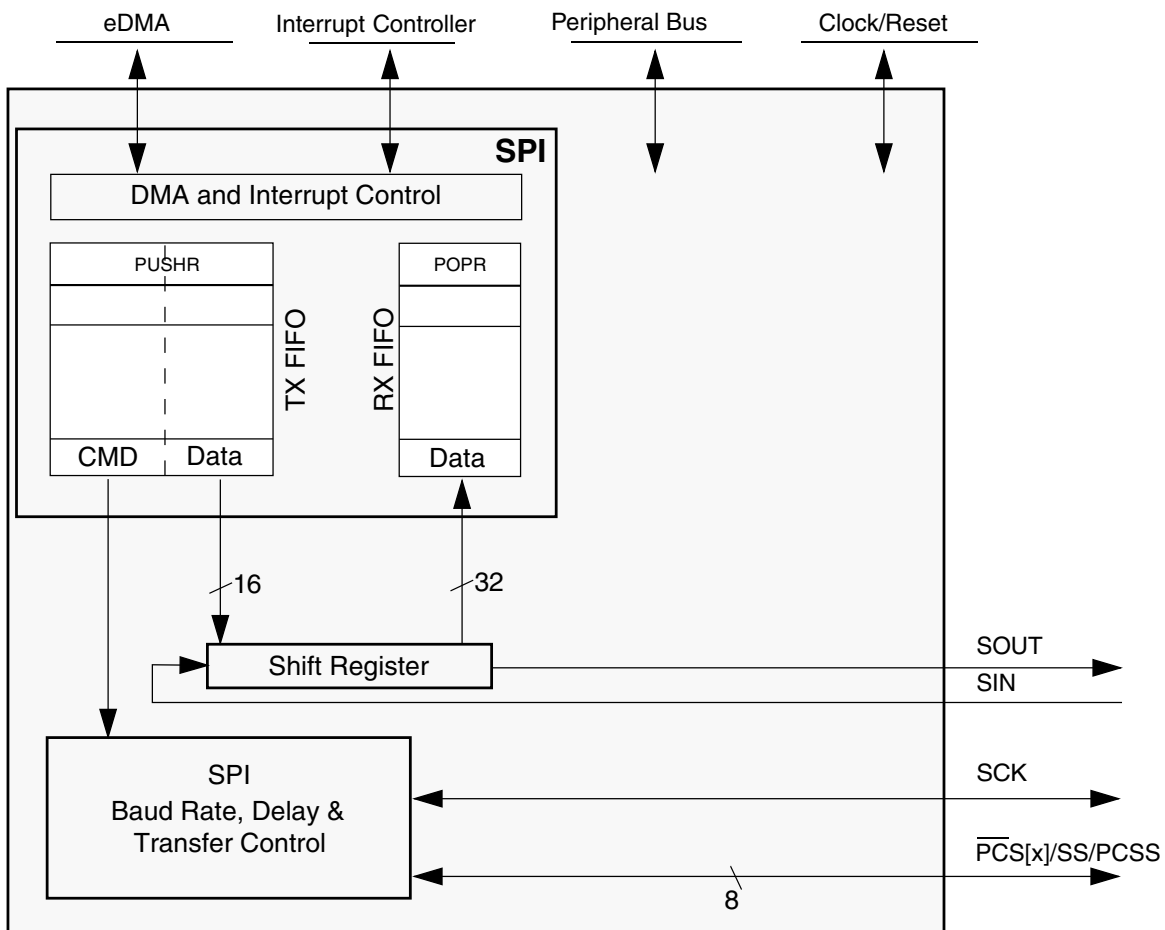 eDMA
Interrupt Controller
Peripheral Bus
Clock/Reset
SPI
DMA and Interrupt Control
PUSHR
POPR
TX FIFO
RX FIFO
CMD
Data
Data
16
32
Shift Register
SOUT
SIN
SPI
Baud Rate, Delay &
Transfer Control
SCK
PCS[x]/SS/PCSS
8